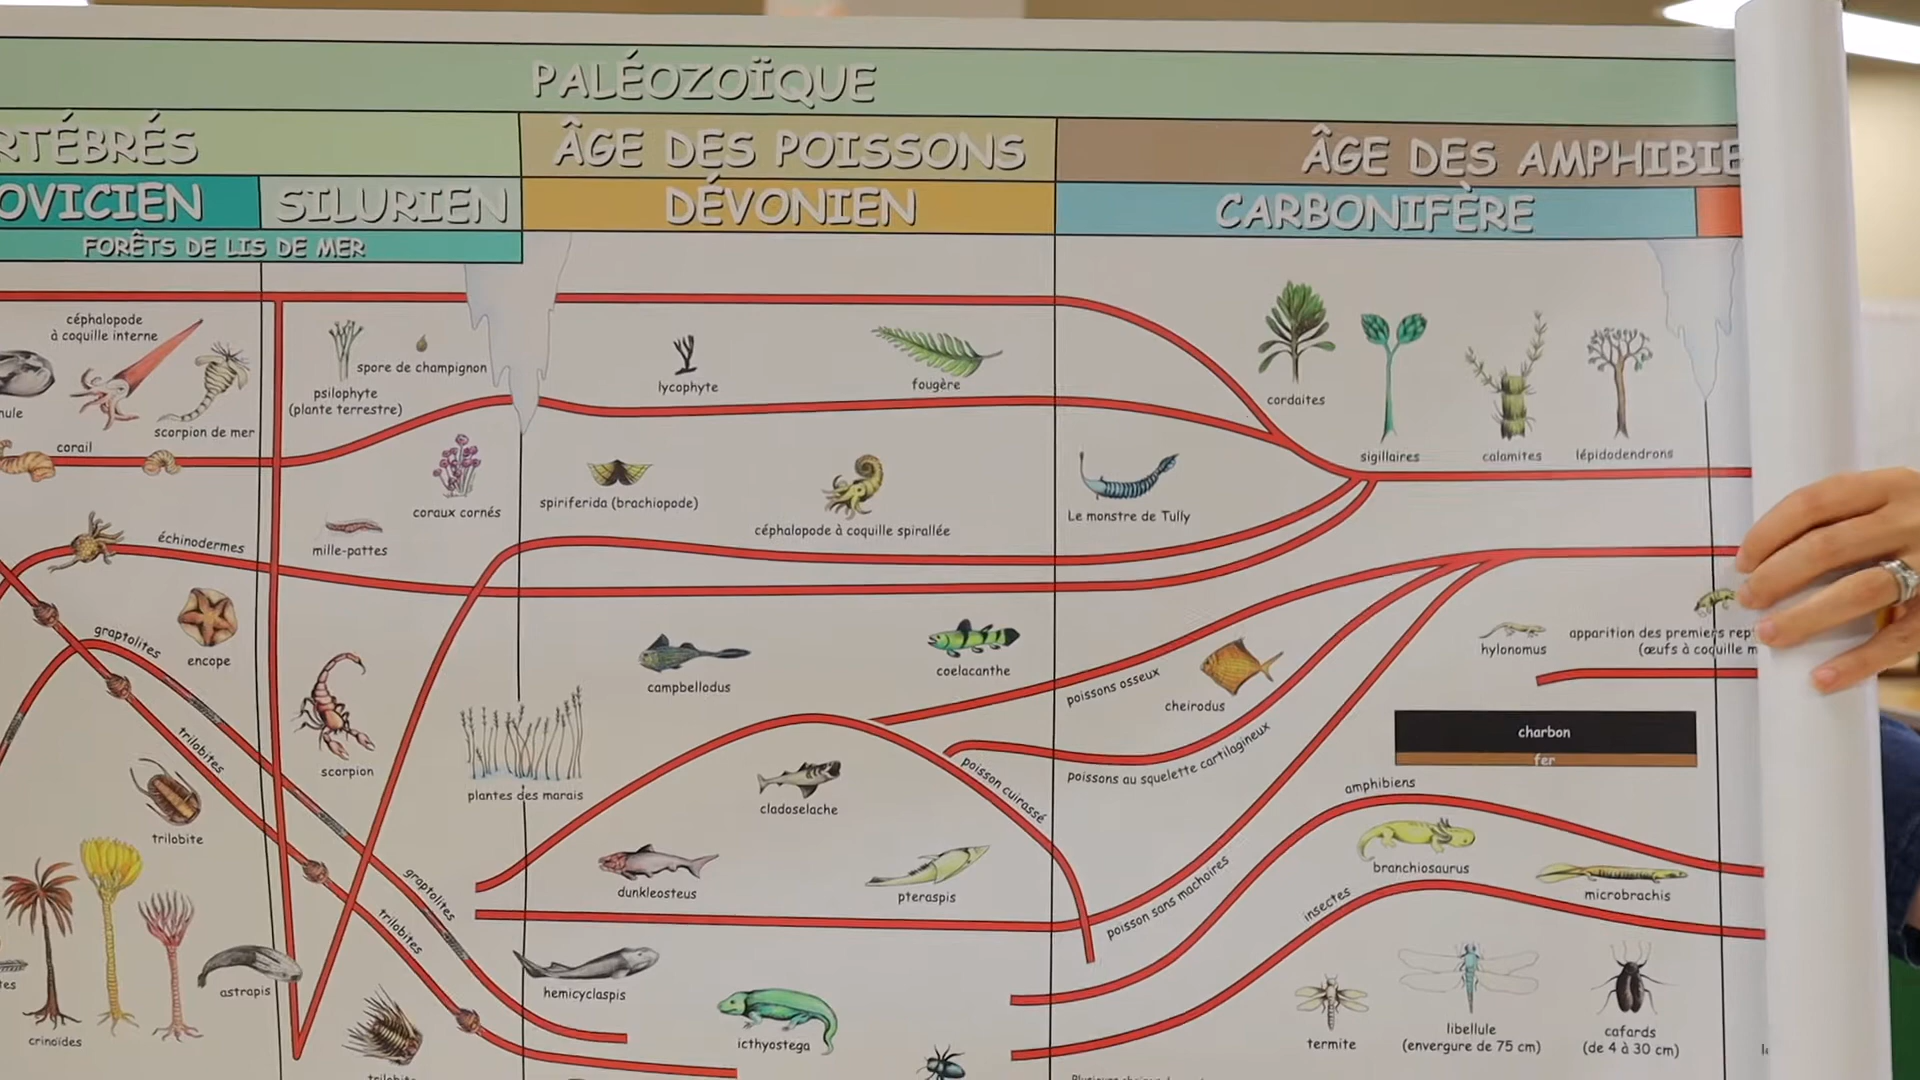 PALÉOZOÏQUE
RTÉBRÉS
ÂGE DES POISSONS
ÂGE DES AMPHIBIE
OVICIEN
SILURIEN
DÉVONIEN
CARBONIFÈRE
FORÊTS DE LIS DE MER
céphalopode
à coquille interne
scorpion de mer
corail
échinodermes
graptolites
encope
trilobites
trilobite
crinoïdes
astrapis
psilophyte
(plante terrestre)
spore de champignon
coraux cornés
mille-pattes
scorpion
plantes des marais
graptolites
trilobites
lycophyte
fougère
spiriferida (brachiopode)
céphalopode à coquille spirallée
campbellodus
coelacanthe
cladoselache
poisson cuirassé
dunkleosteus
pteraspis
hemicyclaspis
icthyostega
cordaites
sigillaires
calamites
lépidodendrons
Le monstre de Tully
poissons osseux
cheirodus
poissons au squelette cartilagineux
poisson sans machoires
hylonomus
apparition des premiers rep
(œufs à coquille m
charbon
fer
amphibiens
branchiosaurus
microbrachis
insectes
termite
libellule
(envergure de 75 cm)
cafards
(de 4 à 30 cm)